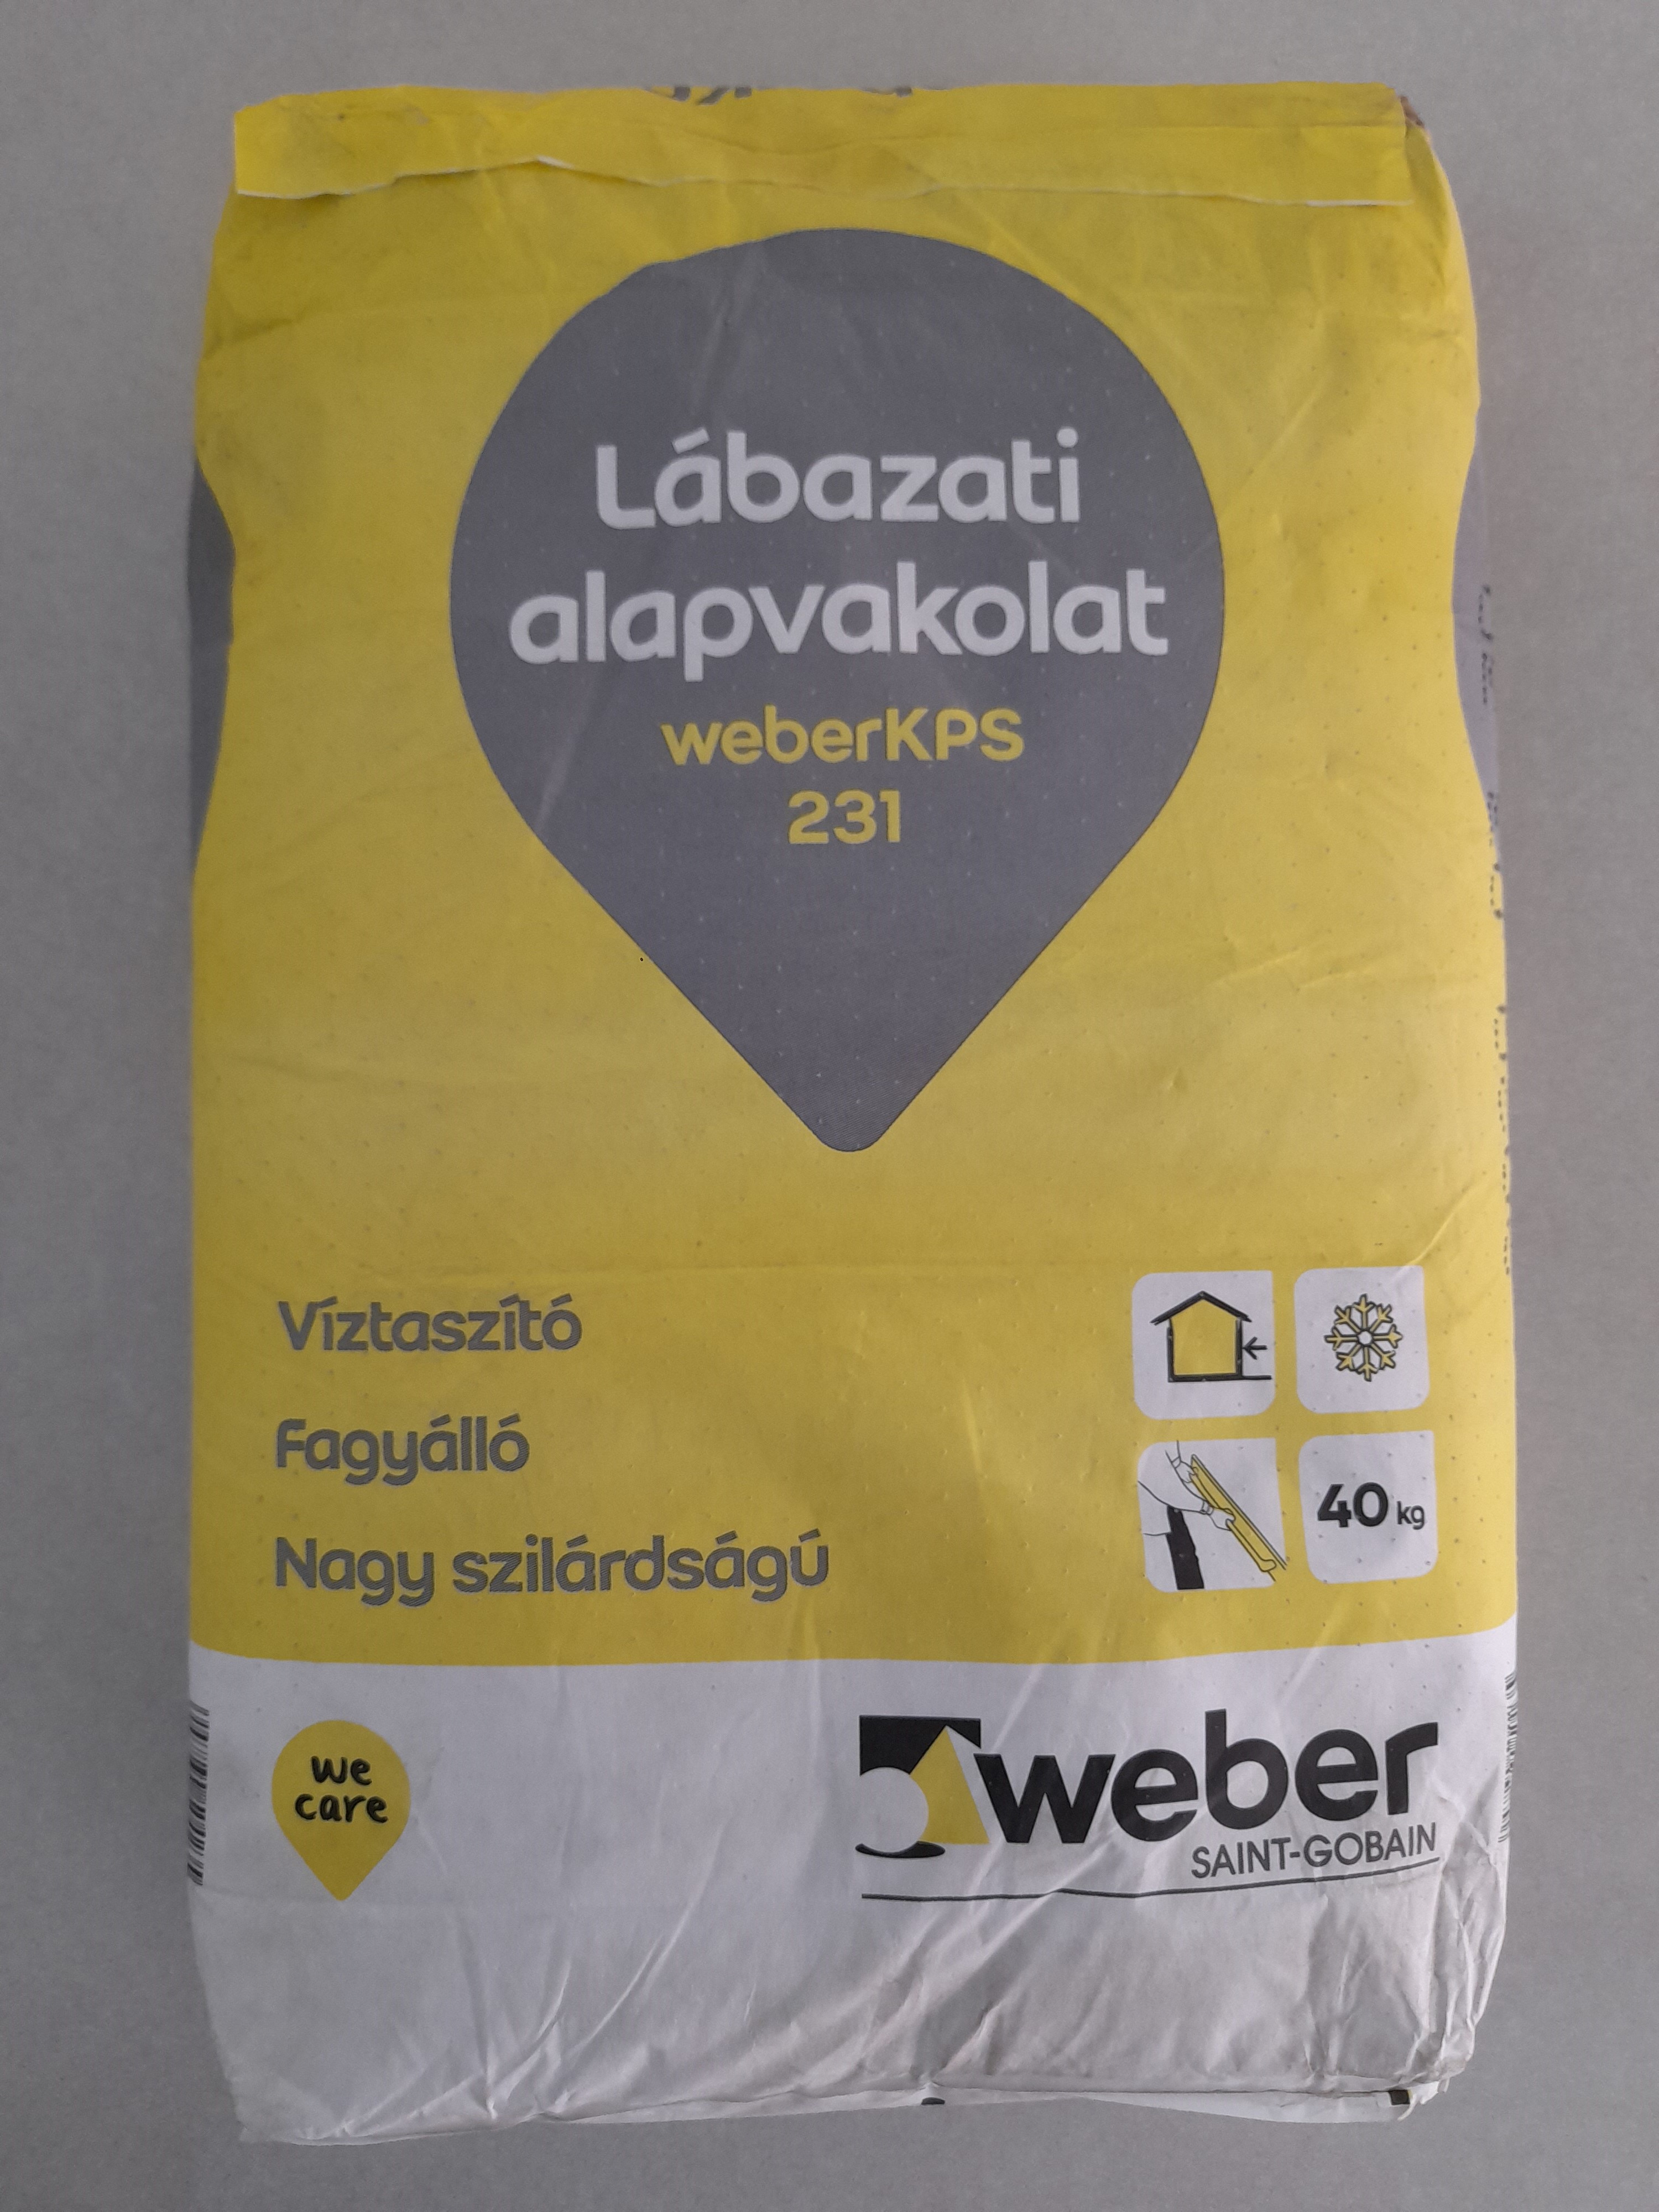 Lábazati
alapvakolat
weberKPS
231
Víztaszító
Fagyálló
Nagy szilárdságú
40 kg
we
care
weber
SAINT-GOBAIN